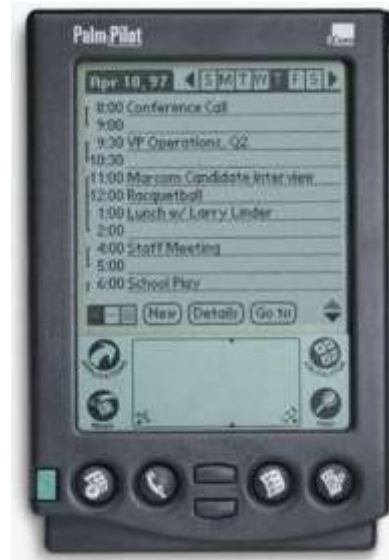 PalmPilot
Apr 10, 97 S M T W T F S
8:00 Conference Call
9:00
9:30 VP Operations, Q2
10:30
11:00 Marcom Candidate Interview
12:00 Racquetball
1:00 Lunch w/ Larry Linder
2:00
4:00 Staff Meeting
5:00
6:00 School Play
New Details Go to